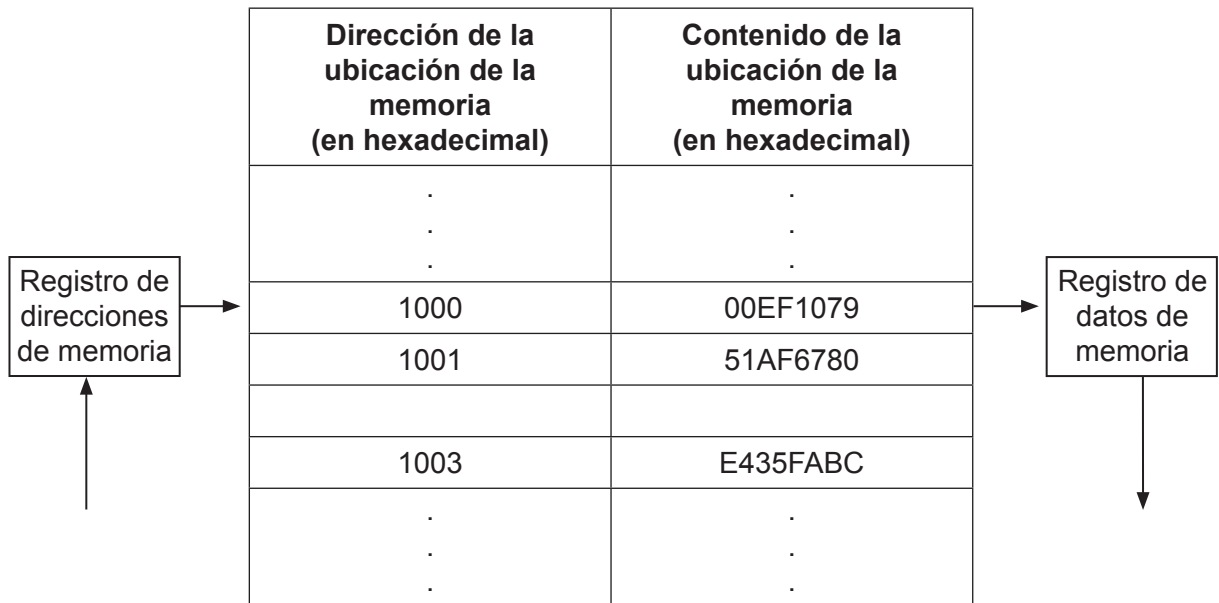 Dirección de la
ubicación de la
memoria
(en hexadecimal)
Contenido de la
ubicación de la
memoria
(en hexadecimal)
.
.
.
.
.
.
Registro de
direcciones
de memoria
1000
00EF1079
Registro de
datos de
memoria
1001
51AF6780
1003
E435FABC
.
.
.
.
.
.